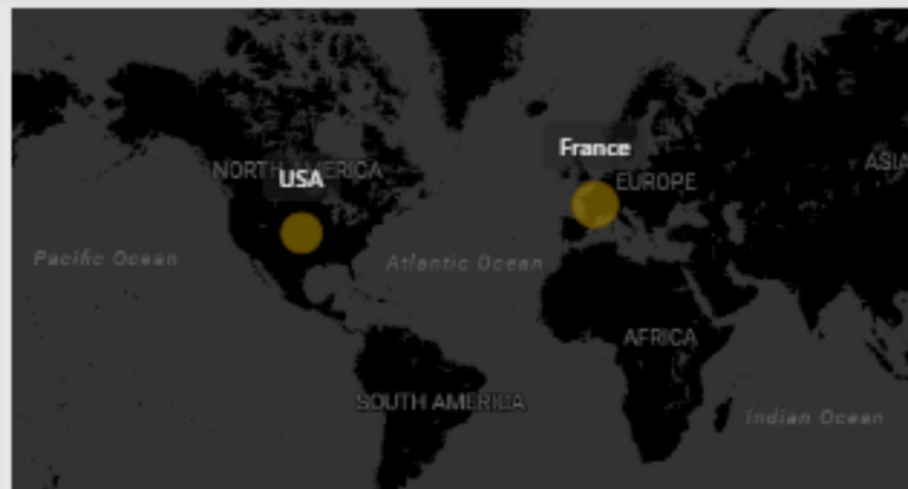 France
ASIA
NORTH AMERICA
USA
EUROPE
Pacific Ocean
Atlantic Ocean
AFRICA
SOUTH AMERICA
Indian Ocean